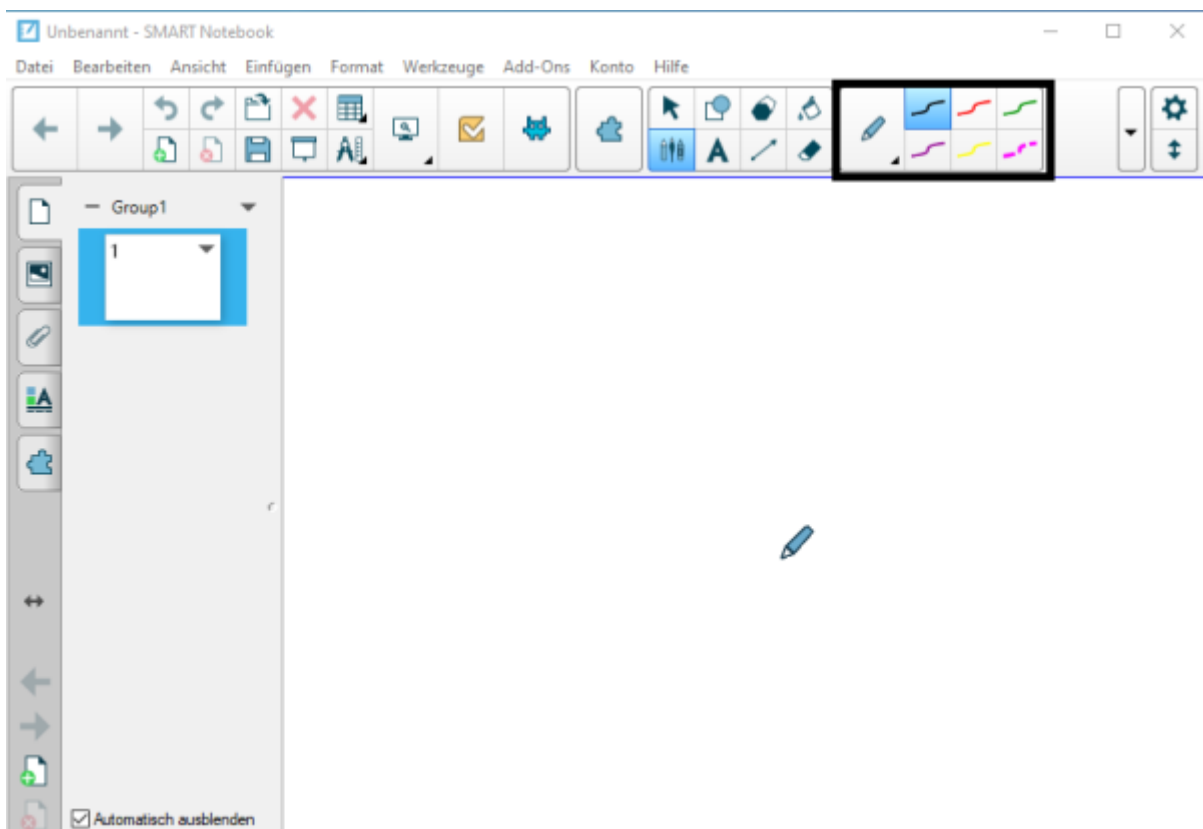 Unbenannt - SMART Notebook
Datei Bearbeiten Ansicht Einfügen Format Werkzeuge Add-Ons Konto Hilfe
Group1
1
Automatisch ausblenden